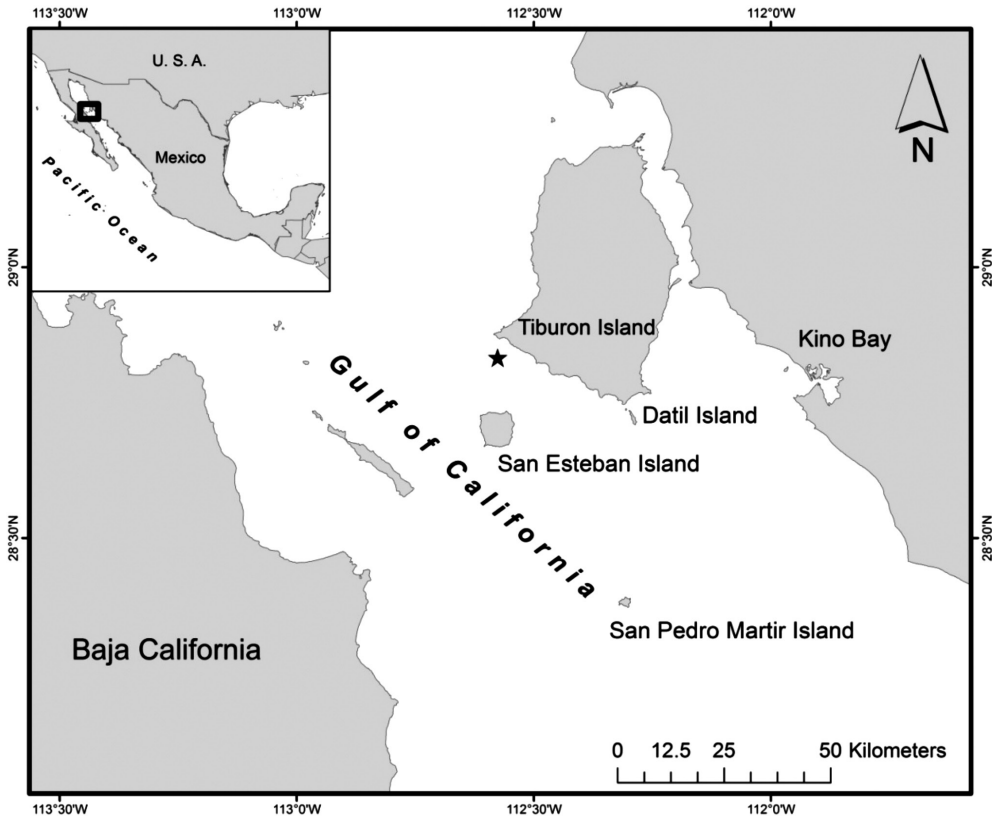 113°30'W 113°0'W 112°30'W 112°0'W
U. S. A.
Mexico
Pacific Ocean
N
29°0'N 29°0'N
Tiburon Island
Kino Bay
Gulf of California
Datil Island
San Esteban Island
28°30'N 28°30'N
San Pedro Martir Island
Baja California
0 12.5 25 50 Kilometers
113°30'W 113°0'W 112°30'W 112°0'W